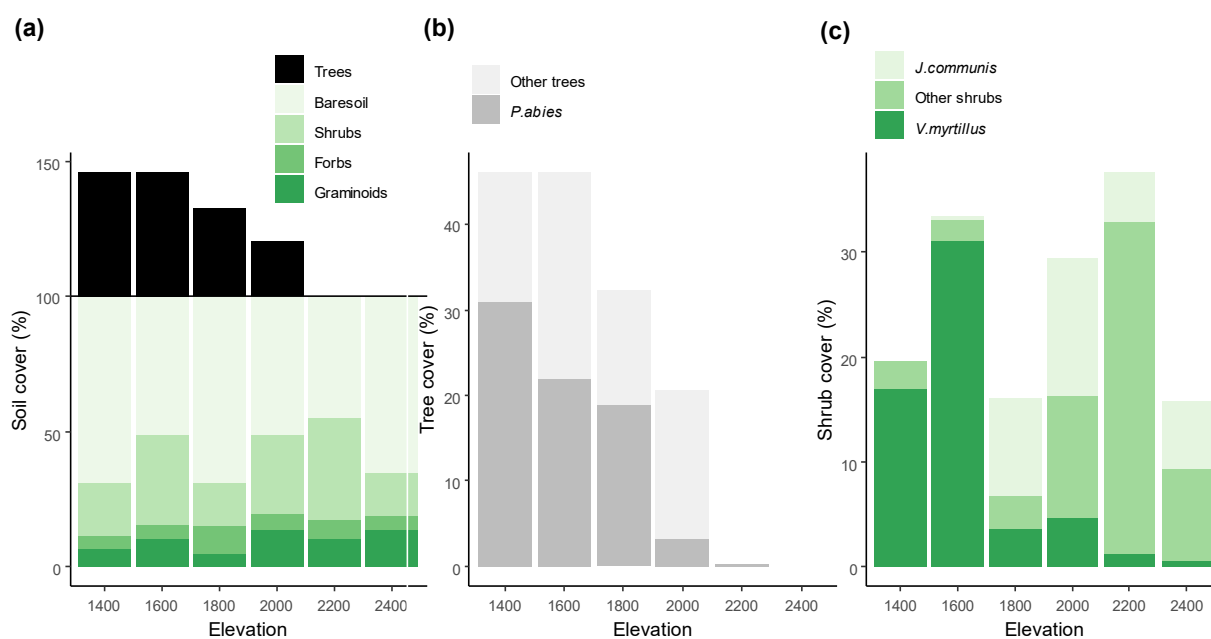 (a)
Trees
Baresoil
Shrubs
Forbs
Graminoids
150
100
50
0
Soil cover (%)
1400 1600 1800 2000 2200 2400
Elevation
(b)
Other trees
P.abies
40
30
20
10
0
Tree cover (%)
1400 1600 1800 2000 2200 2400
Elevation
(c)
J.communis
Other shrubs
V.myrtillus
30
20
10
0
Shrub cover (%)
1400 1600 1800 2000 2200 2400
Elevation